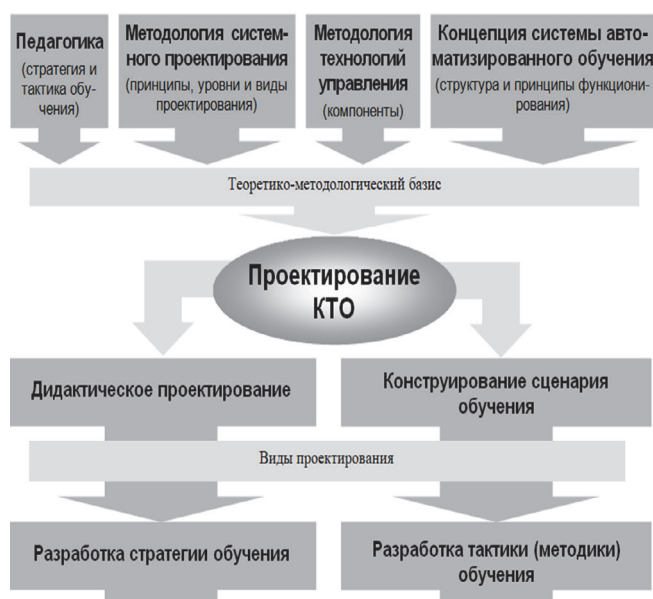 Педагогика
(стратегия и
тактика обу-
чения)
Методология систем-
ного проектирования
(принципы, уровни и виды
проектирования)
Методология
технологий
управления
(компоненты)
Концепция системы авто-
матизированного обучения
(структура и принципы функциони-
рования)
Теоретико-методологический базис
Проектирование
КТО
Дидактическое проектирование
Конструирование сценария
обучения
Виды проектирования
Разработка стратегии обучения
Разработка тактики (методики)
обучения